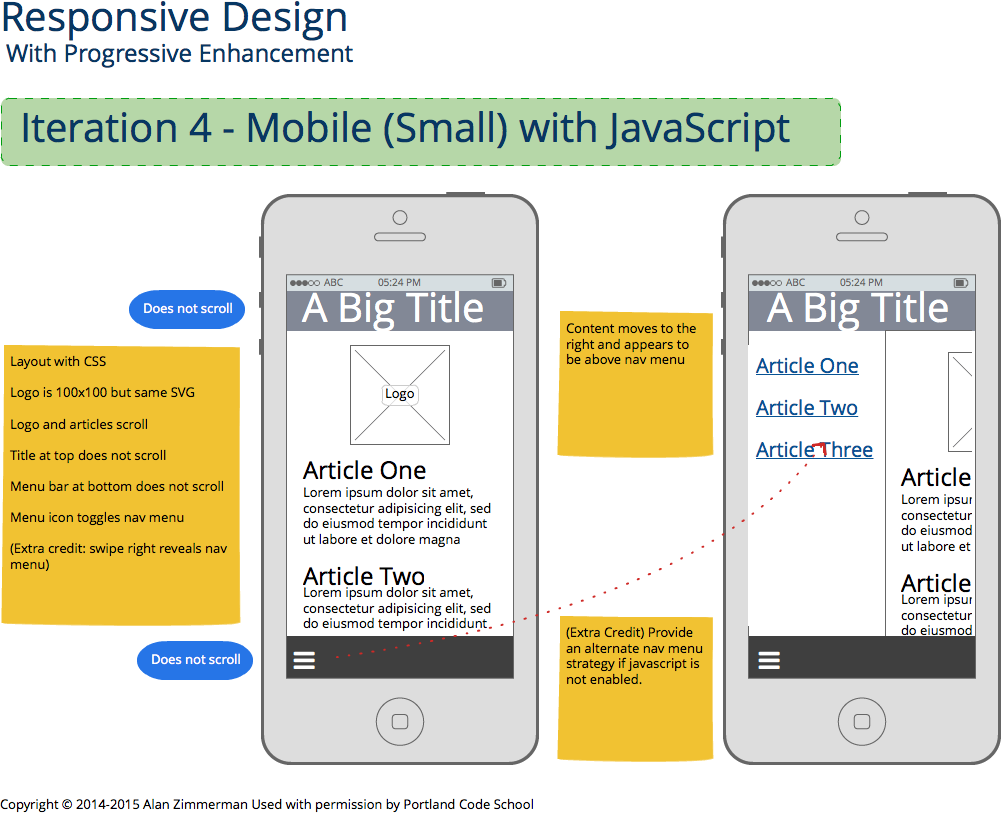 Responsive Design
With Progressive Enhancement
Iteration 4 - Mobile (Small) with JavaScript
Does not scroll
Layout with CSS
Logo is 100x100 but same SVG
Logo and articles scroll
Title at top does not scroll
Menu bar at bottom does not scroll
Menu icon toggles nav menu
(Extra credit: swipe right reveals nav
menu)
Does not scroll
ABC 05:24 PM
A Big Title
Logo
Article One
Lorem ipsum dolor sit amet,
consectetur adipisicing elit, sed
do eiusmod tempor incididunt
ut labore et dolore magna
Article Two
Lorem ipsum dolor sit amet,
consectetur adipisicing elit, sed
do eiusmod tempor incididunt
Content moves to the
right and appears to
be above nav menu
(Extra Credit) Provide
an alternate nav menu
strategy if javascript is
not enabled.
ABC 05:24 PM
A Big Title
Article One
Article Two
Article Three
Article
Lorem ipsur
consectetur
do eiusmod
ut labore et
Article
Lorem ipsur
consectetur
do eiusmod
Copyright © 2014-2015 Alan Zimmerman Used with permission by Portland Code School